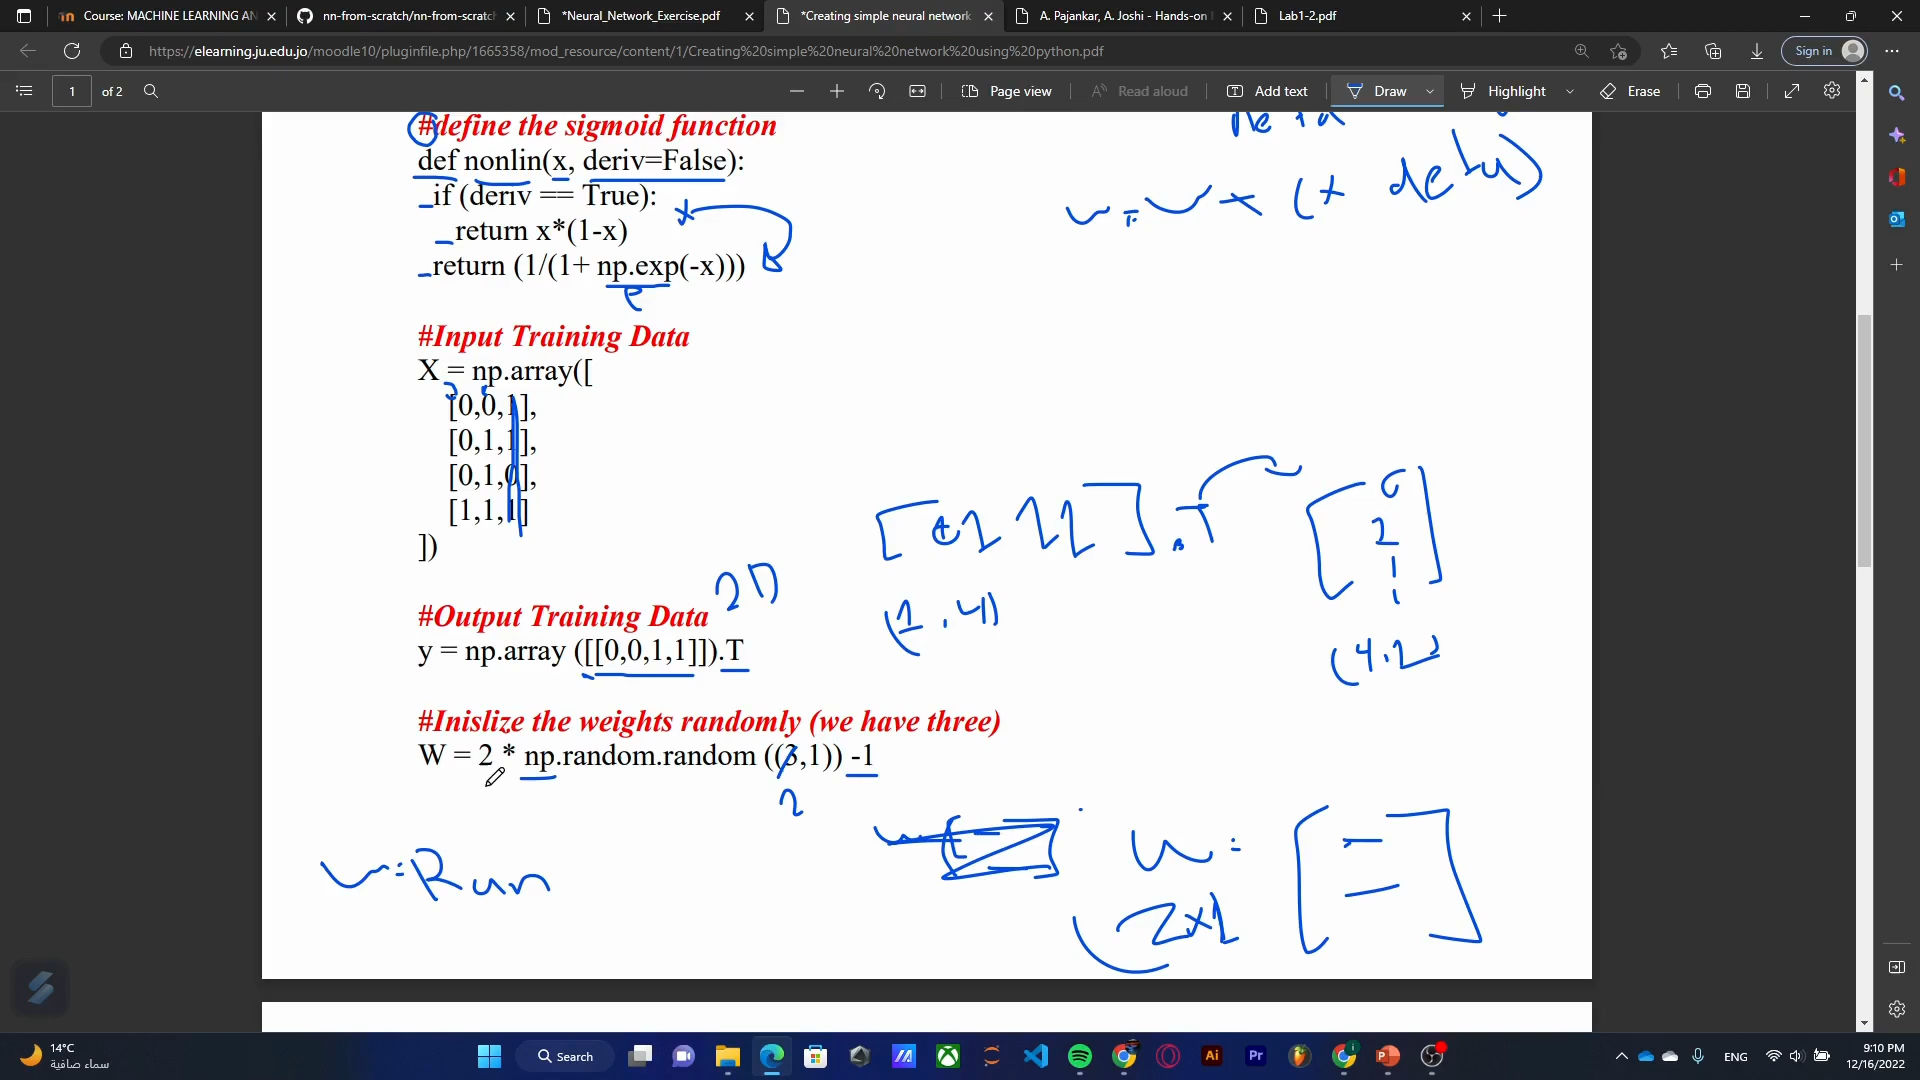 Course: MACHINE LEARNING AN
nn-from-scratch/nn-from-scratch
*Neural_Network_Exercise.pdf
*Creating simple neural network
A. Pajankar, A. Joshi - Hands-on
Lab1-2.pdf
https://elearning.ju.edu.jo/moodle10/pluginfile.php/1665358/mod_resource/content/1/Creating%20simple%20neural%20network%20using%20python.pdf
Sign in
1 of 2
Page view
Read aloud
Add text
Draw
Highlight
Erase
#define the sigmoid function
def nonlin(x, deriv=False):
if (deriv == True):
return x*(1-x)
return (1/(1+ np.exp(-x)))
e
#Input Training Data
X = np.array([
[0,0,1],
[0,1,1],
[0,1,0],
[1,1,1]
])
2D
(1, 4)
#Output Training Data
y = np.array ([[0,0,1,1]]).T
#Inislize the weights randomly (we have three)
W = 2 * np.random.random ((3,1)) -1
2
w =
2x1
14°C
سماء صافية
Search
ENG
9:10 PM
12/16/2022